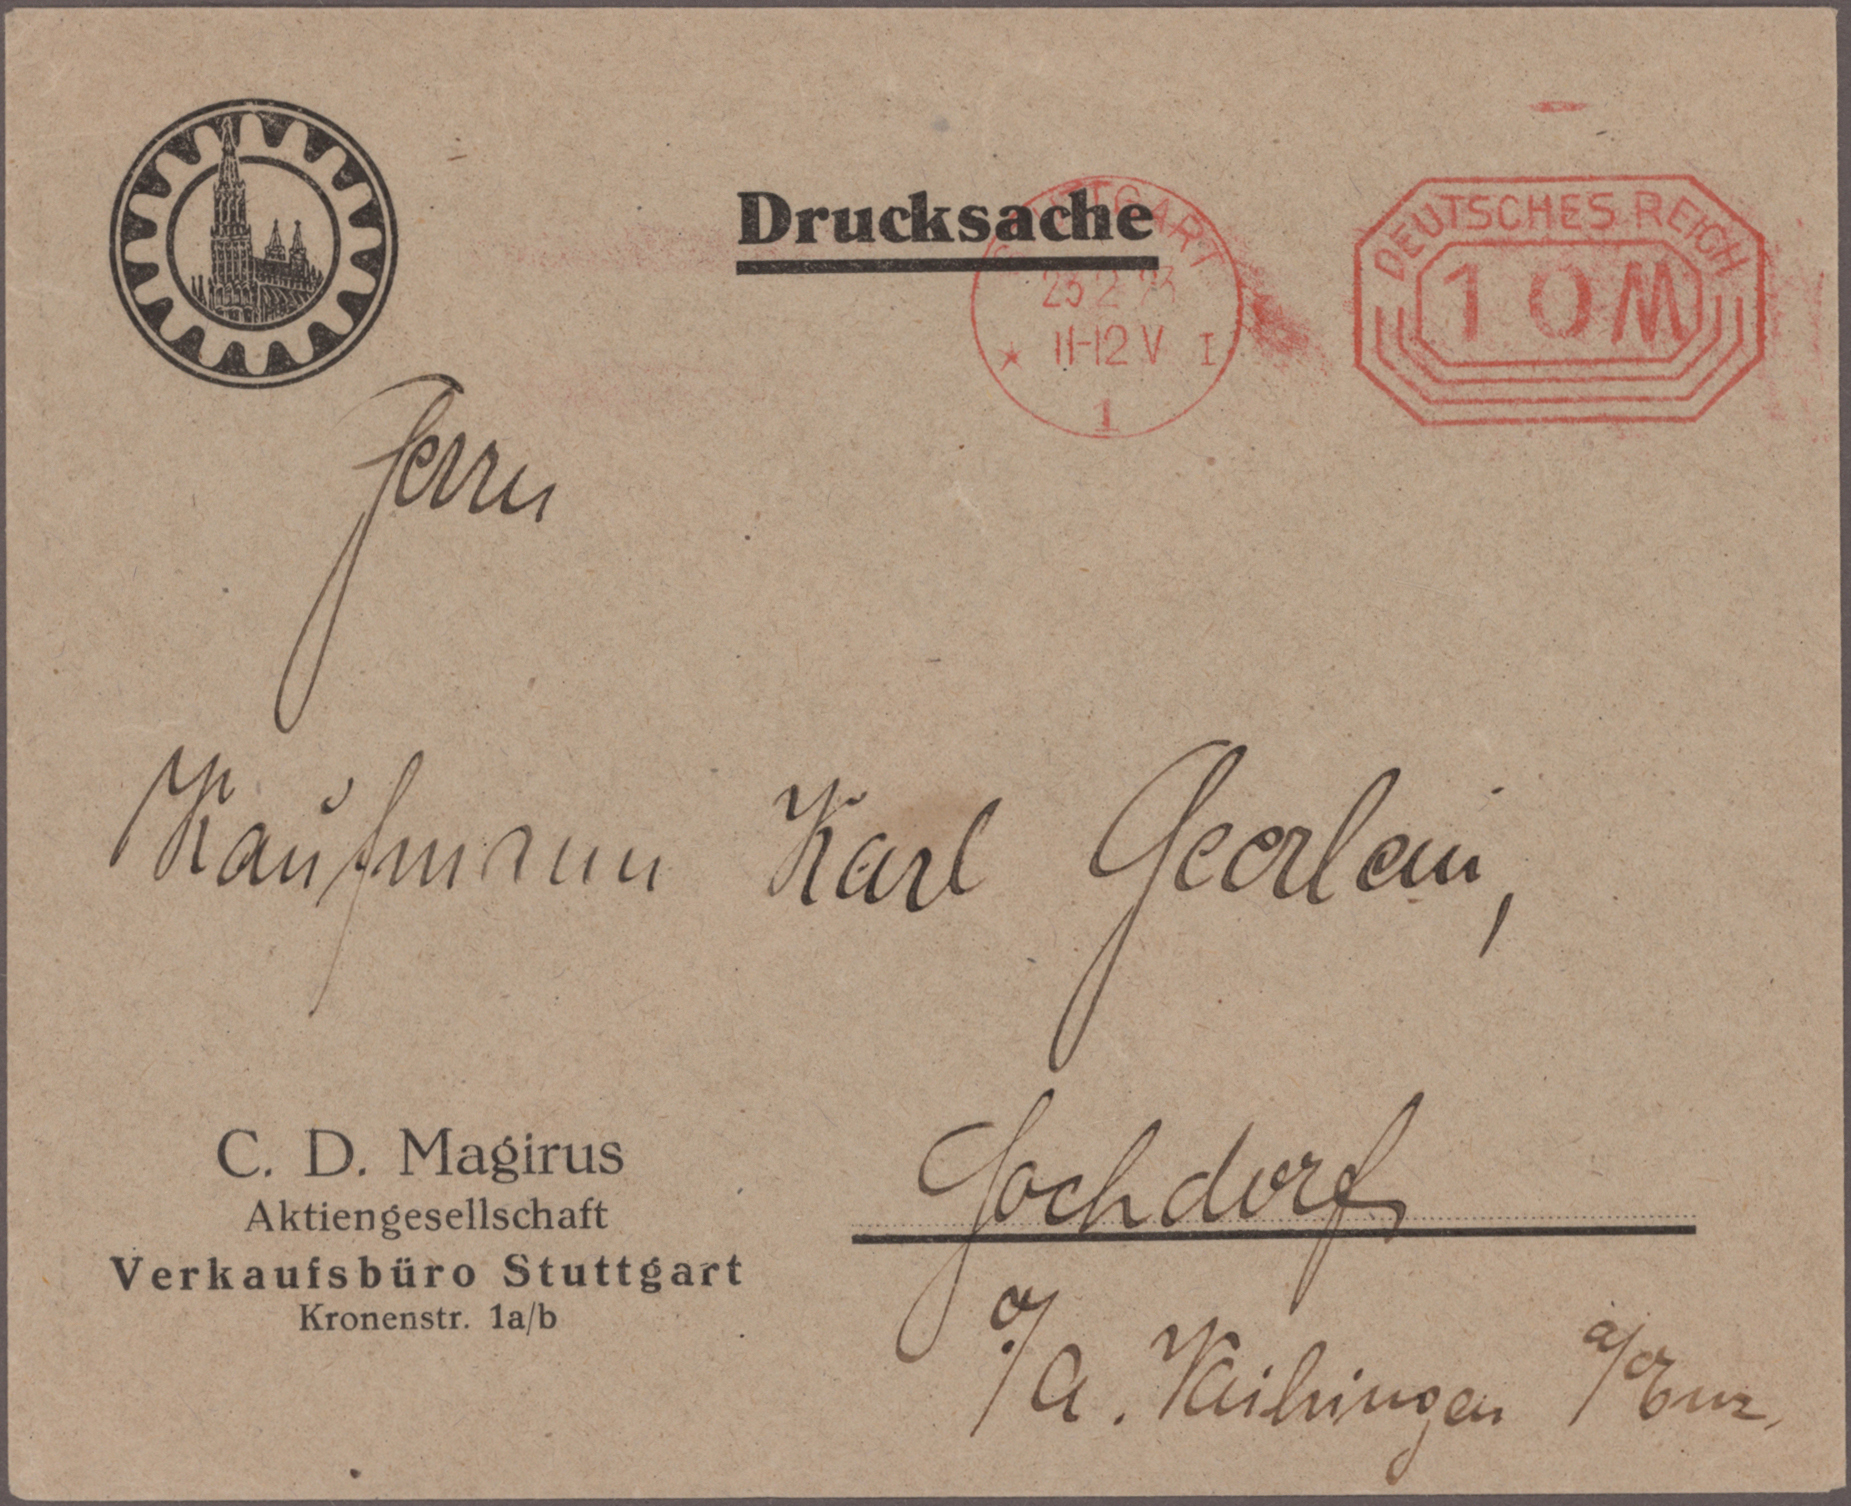 Drucksache
STUTTGART
23.2.23
11-12 V I
1
DEUTSCHES REICH
10 M
Herrn
Kaufmann Karl Geerlein,
Hochdorf
o/A. Vaihingen a/Enz.
C. D. Magirus
Aktiengesellschaft
Verkaufsbüro Stuttgart
Kronenstr. 1a/b